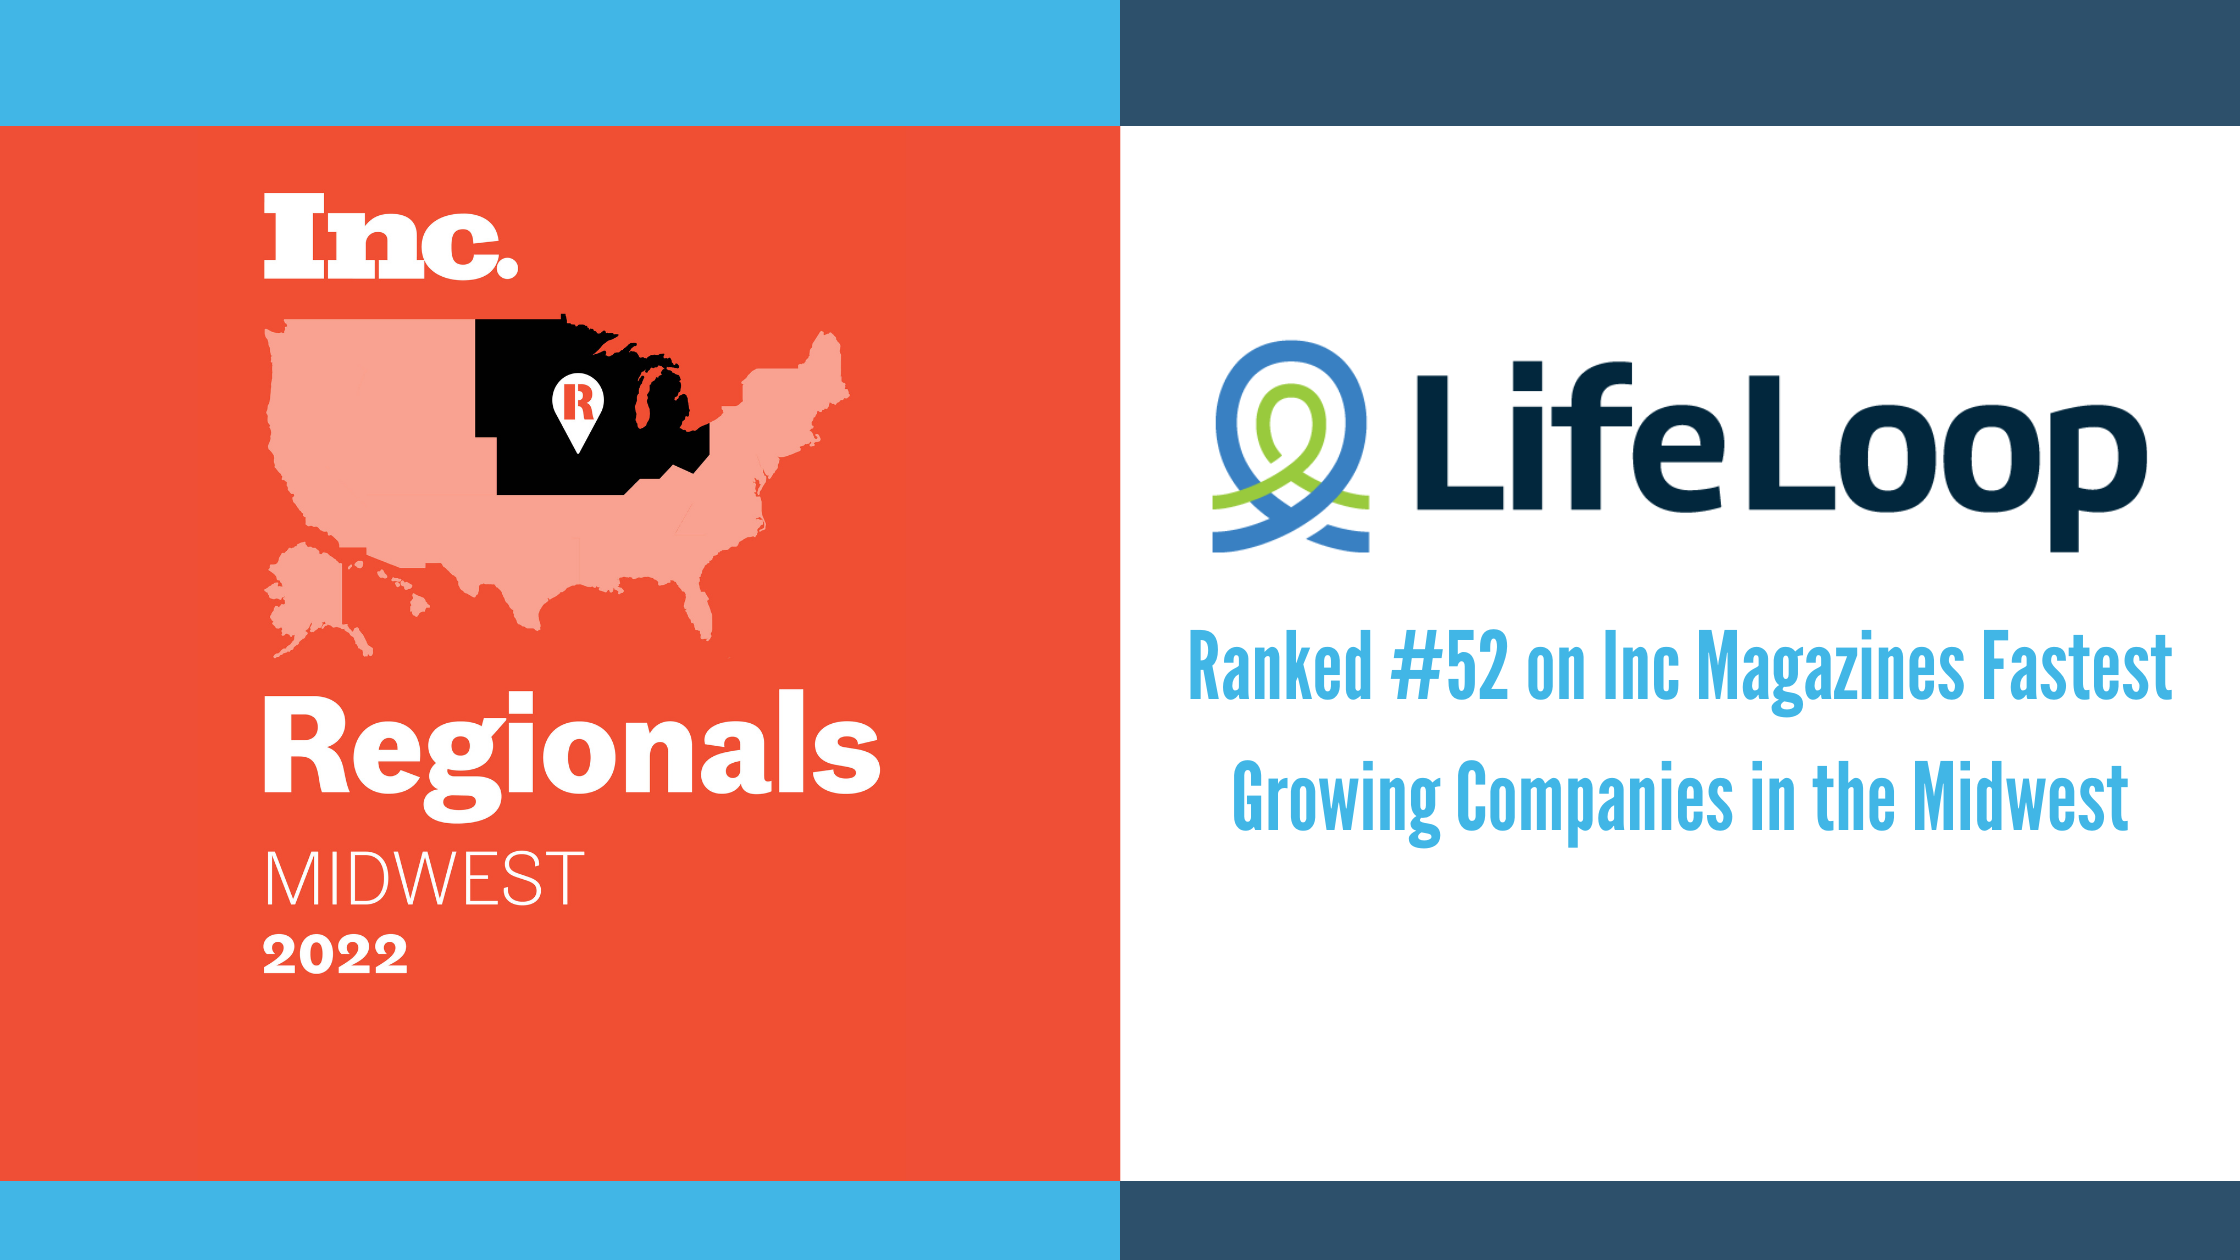 Inc.
R
Regionals
MIDWEST
2022
LifeLoop
Ranked #52 on Inc Magazines Fastest
Growing Companies in the Midwest